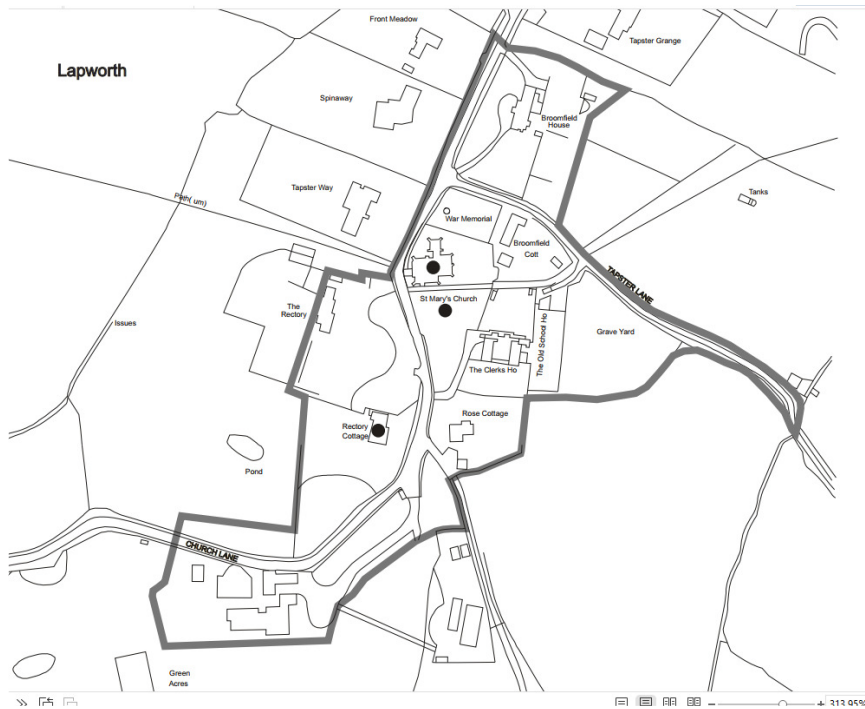 Front Meadow
Tapster Grange
Lapworth
Spinaway
Broomfield
House
Tapster Way
Path( um)
Tanks
War Memorial
Broomfield
Cott
TAPSTER LANE
St Mary's Church
The
Rectory
Issues
The Old School Ho
Grave Yard
The Clerks Ho
Rose Cottage
Rectory
Cottage
Pond
CHURCH LANE
Green
Acres
313.95%